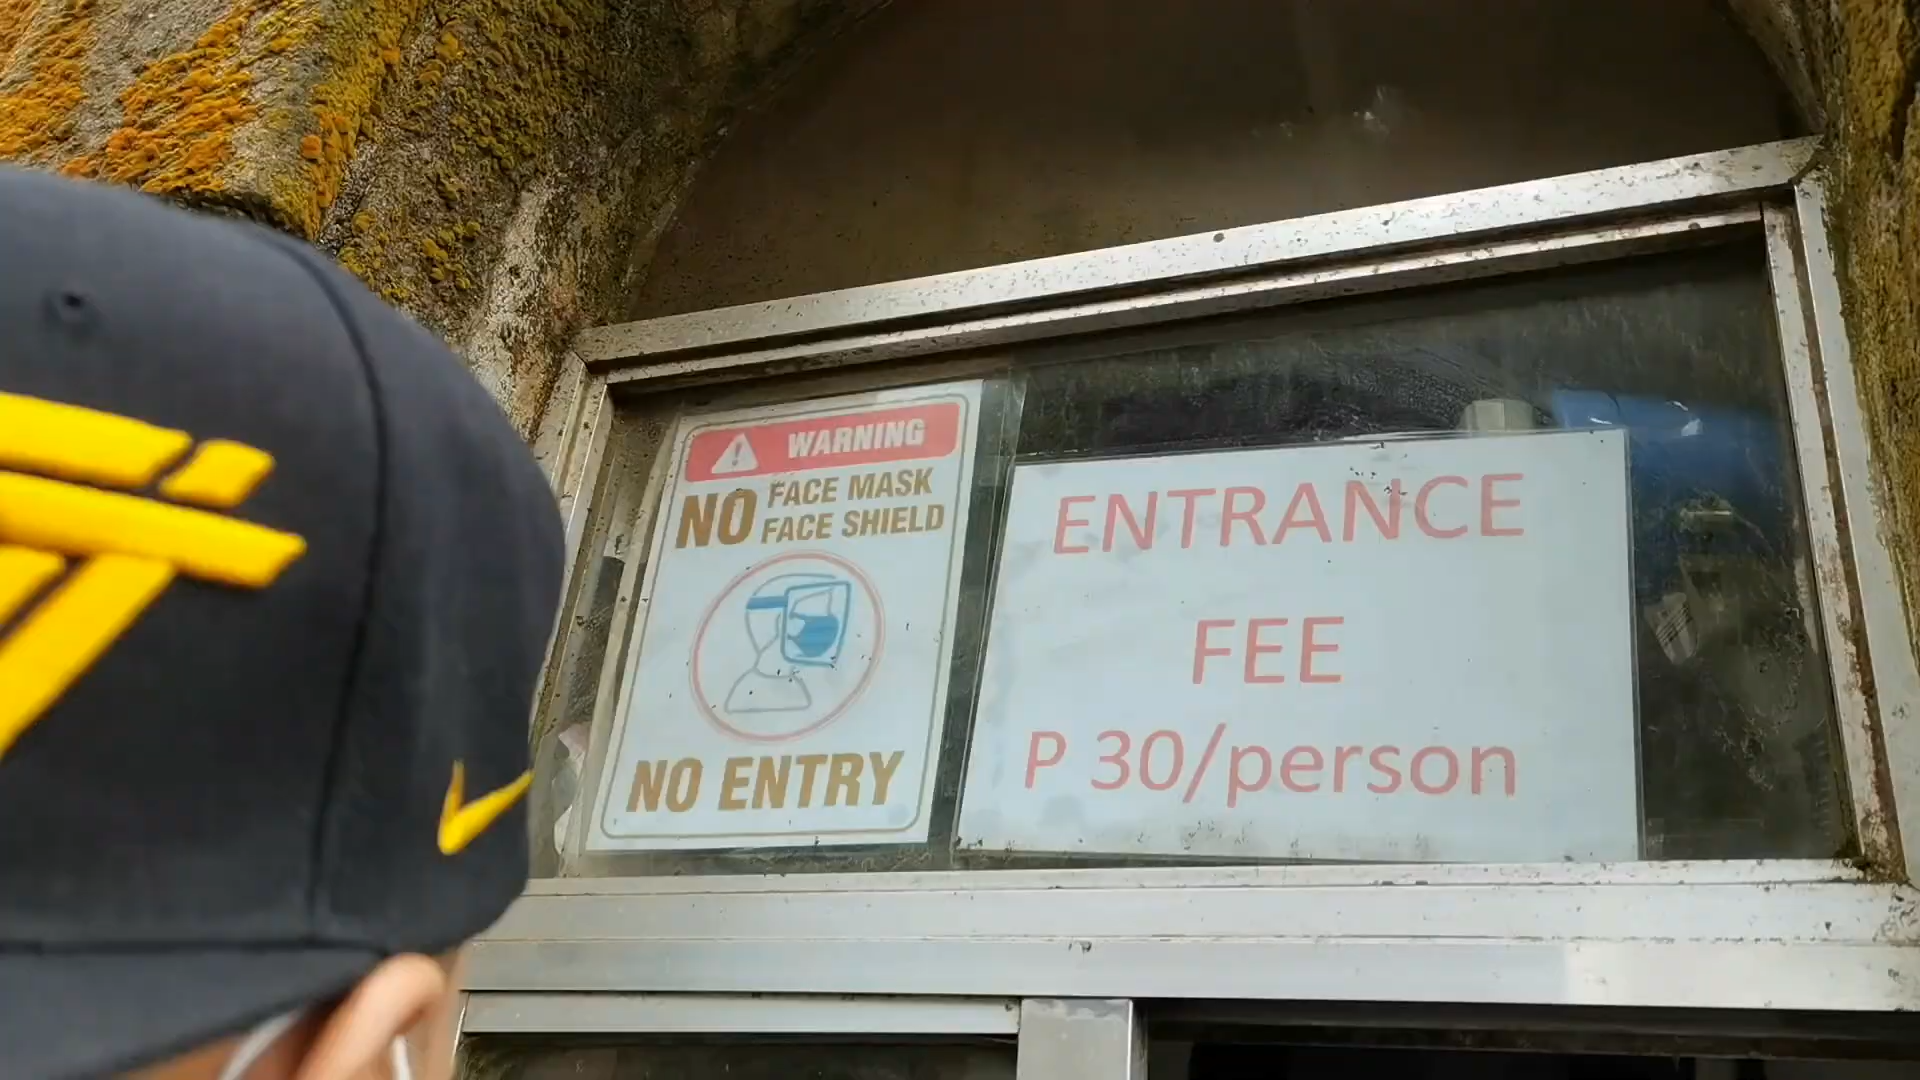 WARNING
NO FACE MASK
FACE SHIELD
NO ENTRY
ENTRANCE
FEE
P 30/person